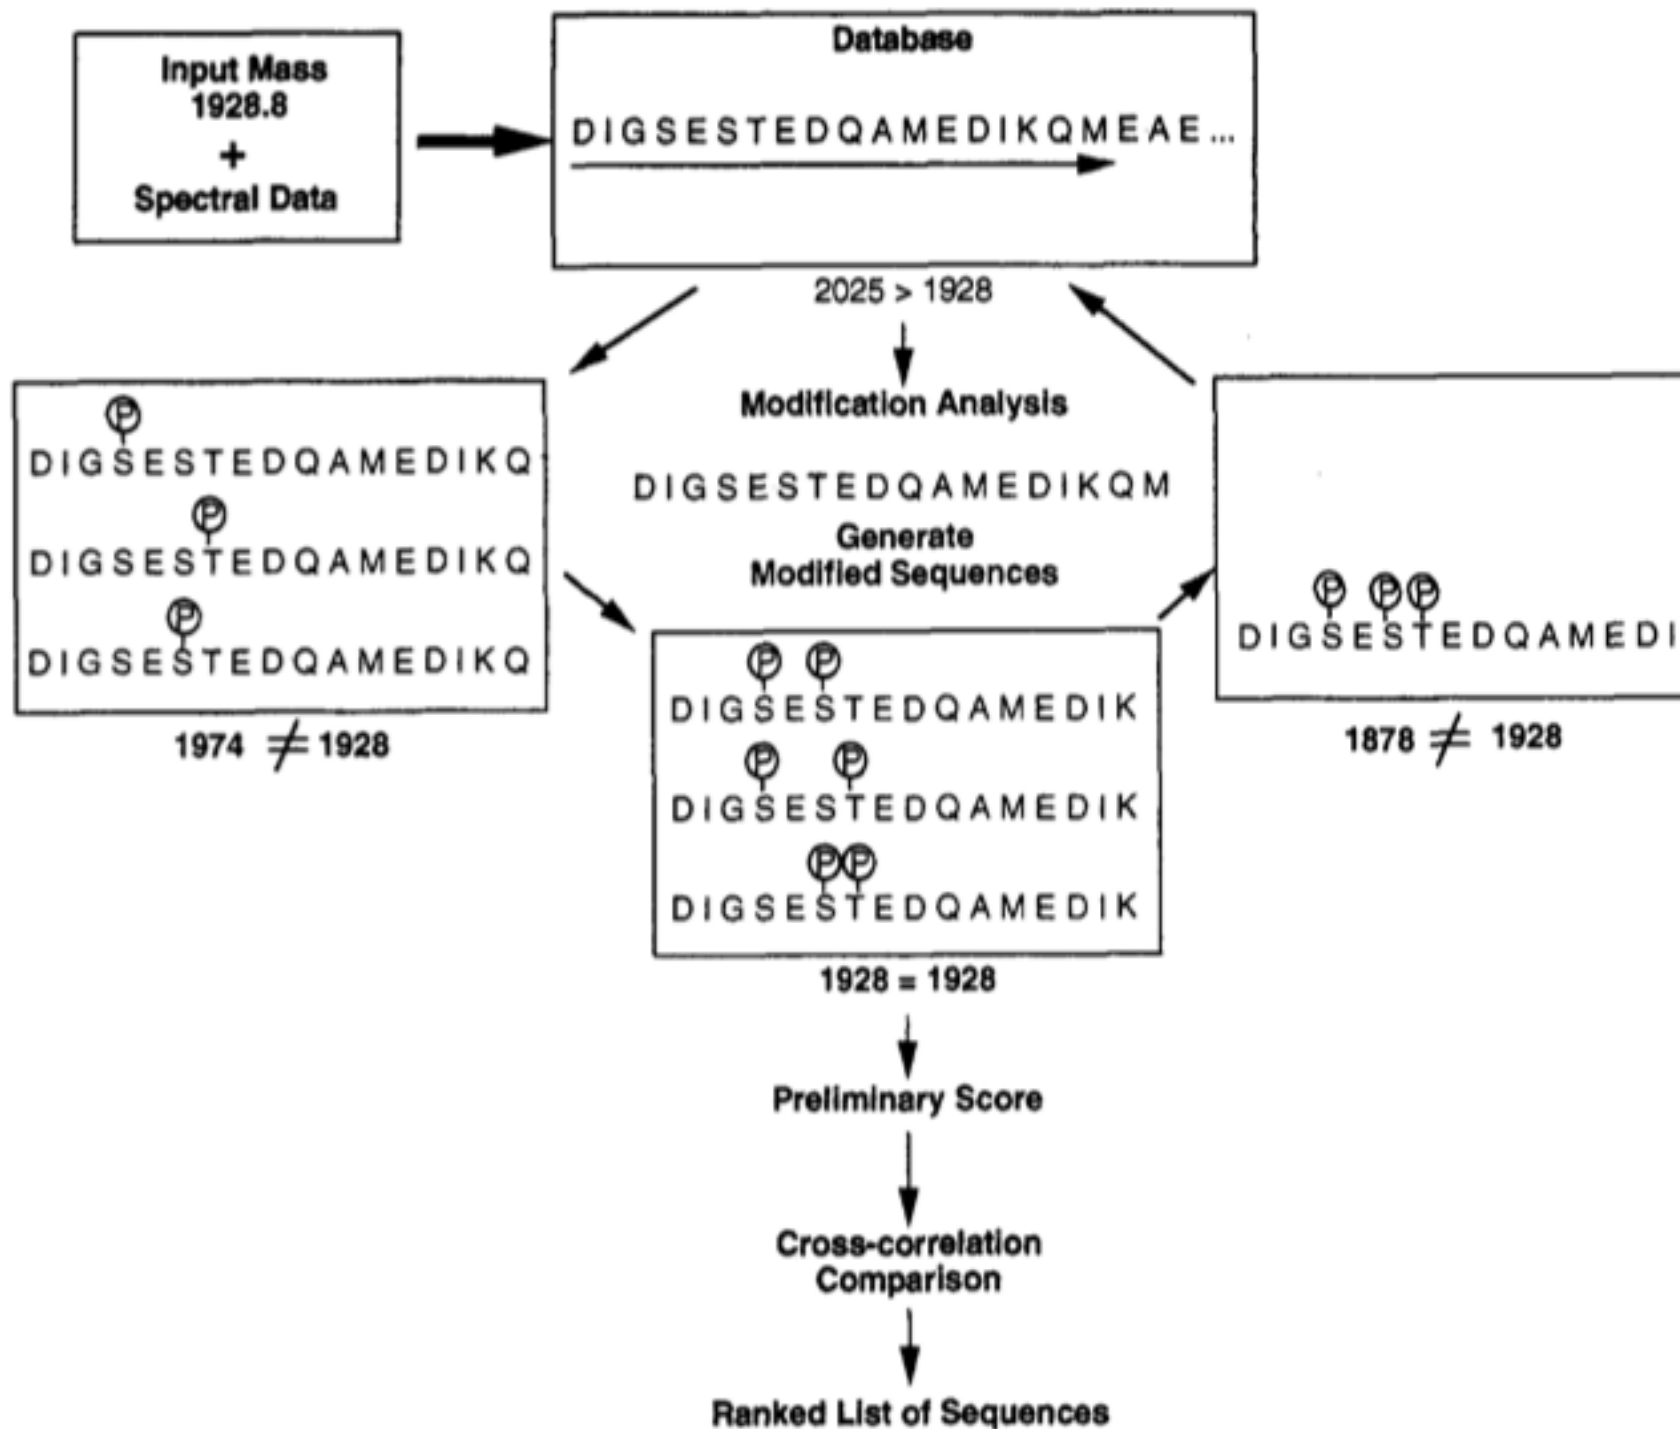 Input Mass
1928.8
+
Spectral Data
Database
DIGSESTEDQAMEDIKQMEAE...
2025 > 1928
Modification Analysis
DIGSESTEDQAMEDIKQM
Generate
Modified Sequences
P
DIGSESTEDQAMEDIKQ
P
DIGSESTEDQAMEDIKQ
P
DIGSESTEDQAMEDIKQ
1974 ≠ 1928
P P
DIGSESTEDQAMEDIK
P P
DIGSESTEDQAMEDIK
P P
DIGSESTEDQAMEDIK
1928 = 1928
P P P
DIGSESTEDQAMEDI
1878 ≠ 1928
Preliminary Score
Cross-correlation
Comparison
Ranked List of Sequences